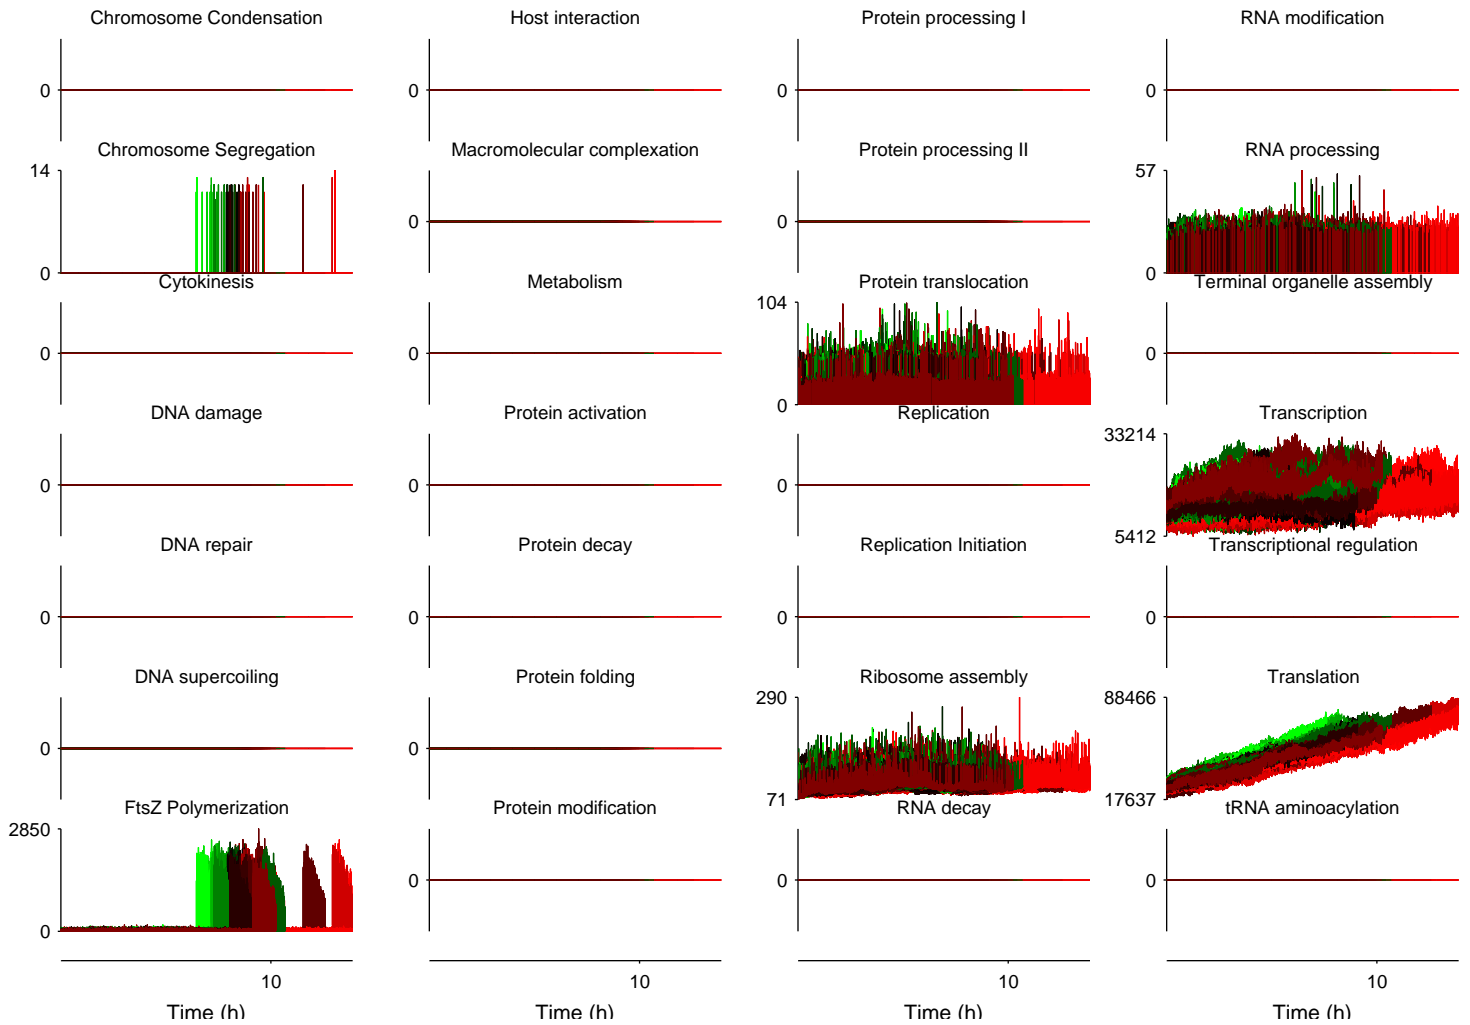 Chromosome Condensation
Host interaction
Protein processing I
RNA modification
0
0
0
0
Chromosome Segregation
Macromolecular complexation
Protein processing II
RNA processing
14
57
0
0
0
0
Cytokinesis
Metabolism
Protein translocation
Terminal organelle assembly
104
0
0
0
0
DNA damage
Protein activation
Replication
Transcription
33214
0
0
0
5412
DNA repair
Protein decay
Replication Initiation
Transcriptional regulation
0
0
0
0
DNA supercoiling
Protein folding
Ribosome assembly
Translation
290
88466
0
0
71
17637
FtsZ Polymerization
Protein modification
RNA decay
tRNA aminoacylation
2850
0
0
0
0
10
10
10
10
Time (h)
Time (h)
Time (h)
Time (h)